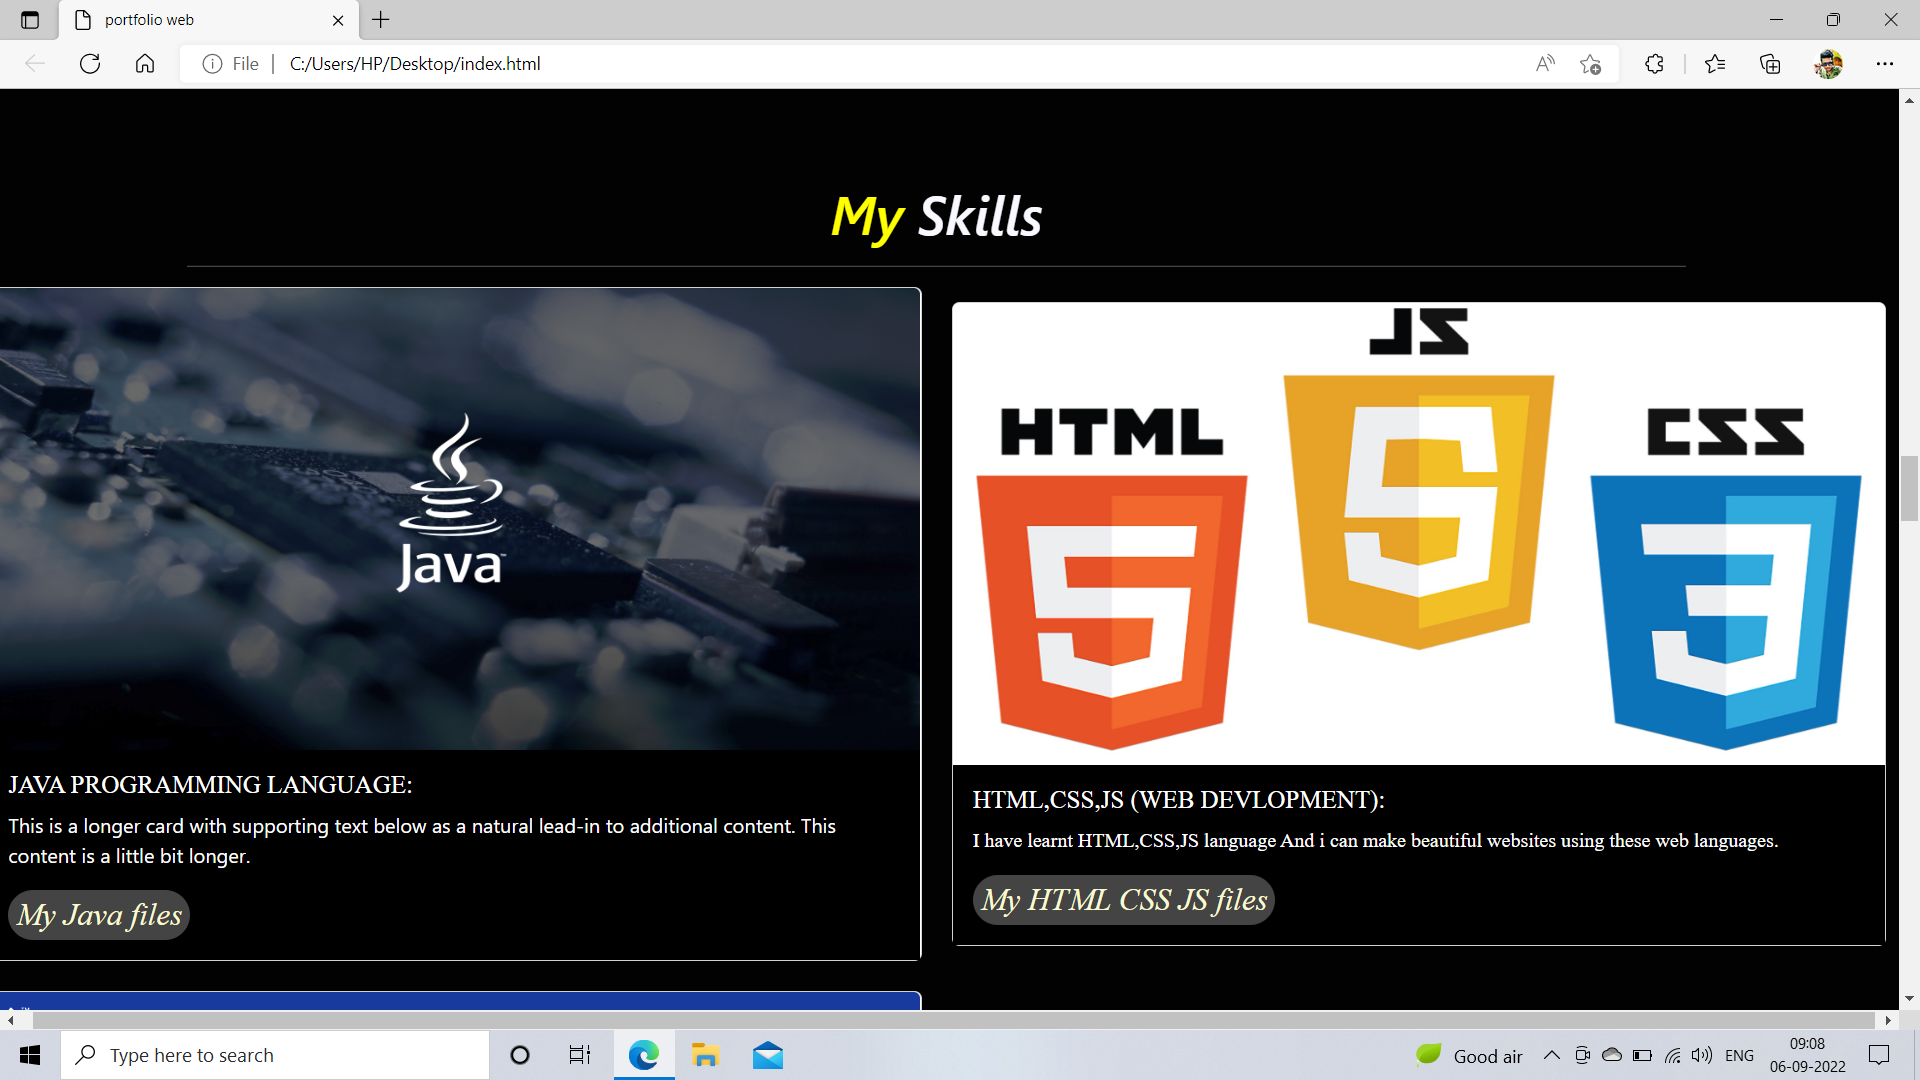 portfolio web
File
C:/Users/HP/Desktop/index.html
My Skills
Java
JAVA PROGRAMMING LANGUAGE:
This is a longer card with supporting text below as a natural lead-in to additional content. This
content is a little bit longer.
My Java files
JS
HTML
CSS
5
5
3
HTML,CSS,JS (WEB DEVLOPMENT):
I have learnt HTML,CSS,JS language And i can make beautiful websites using these web languages.
My HTML CSS JS files
Type here to search
Good air
ENG
09:08
06-09-2022